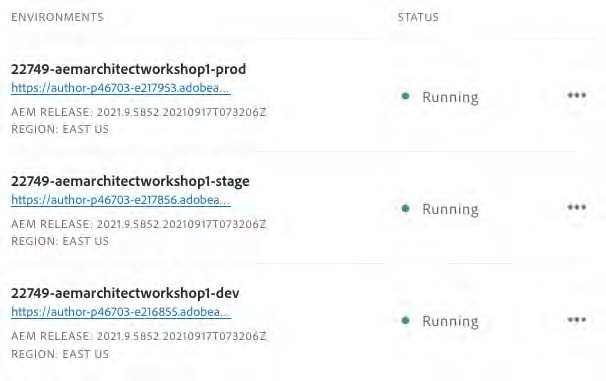 ENVIRONMENTS STATUS
22749-aemarchitectworkshop1-prod
https://author-p46703-e217953.adobea...
Running
AEM RELEASE: 2021.9.5852.20210917T073206Z
REGION: EAST US
22749-aemarchitectworkshop1-stage
https://author-p46703-e217856.adobea...
Running
AEM RELEASE: 2021.9.5852.20210917T073206Z
REGION: EAST US
22749-aemarchitectworkshop1-dev
https://author-p46703-e216855.adobea...
Running
AEM RELEASE: 2021.9.5852.20210917T073206Z
REGION: EAST US